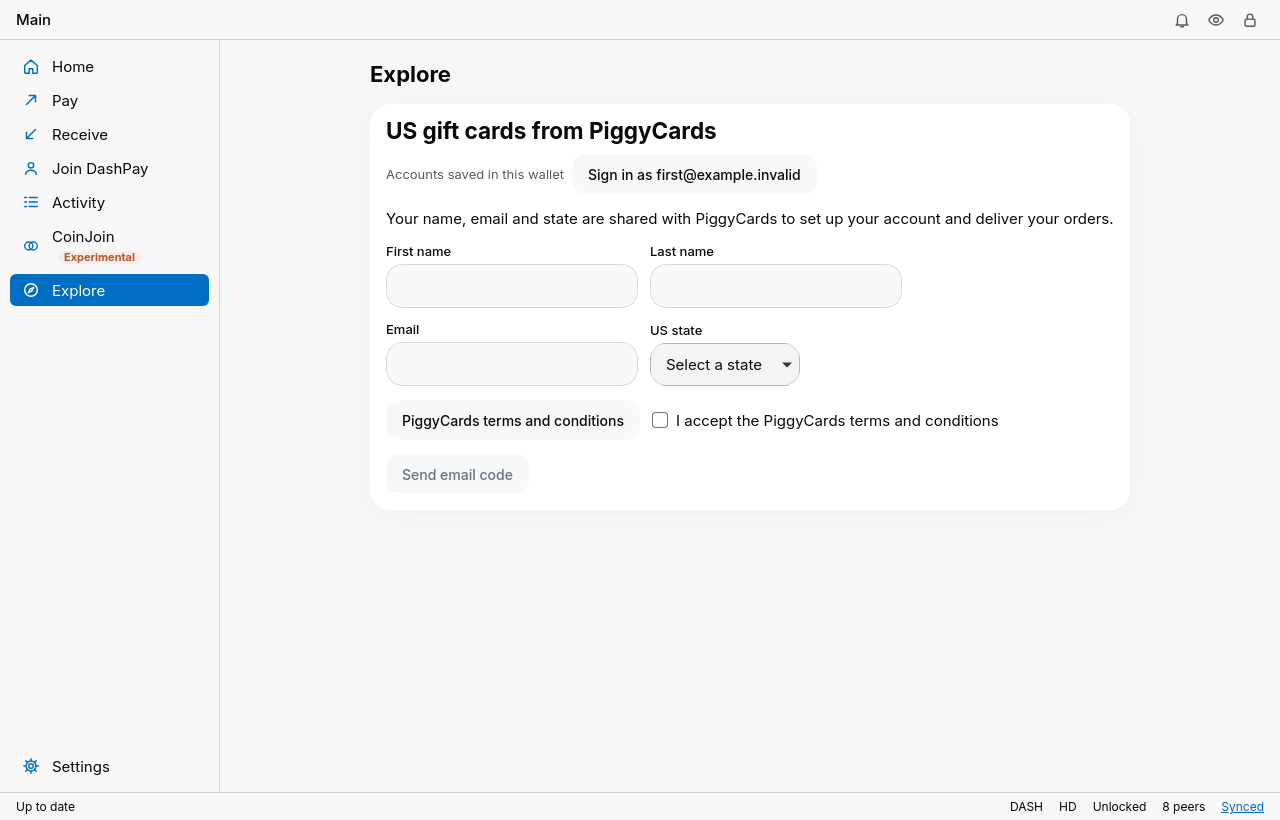 Main
Home
Pay
Receive
Join DashPay
Activity
CoinJoin
Experimental
Explore
Settings
Explore
US gift cards from PiggyCards
Accounts saved in this wallet Sign in as first@example.invalid
Your name, email and state are shared with PiggyCards to set up your account and deliver your orders.
First name Last name
Email US state
Select a state
PiggyCards terms and conditions I accept the PiggyCards terms and conditions
Send email code
Up to date DASH HD Unlocked 8 peers Synced